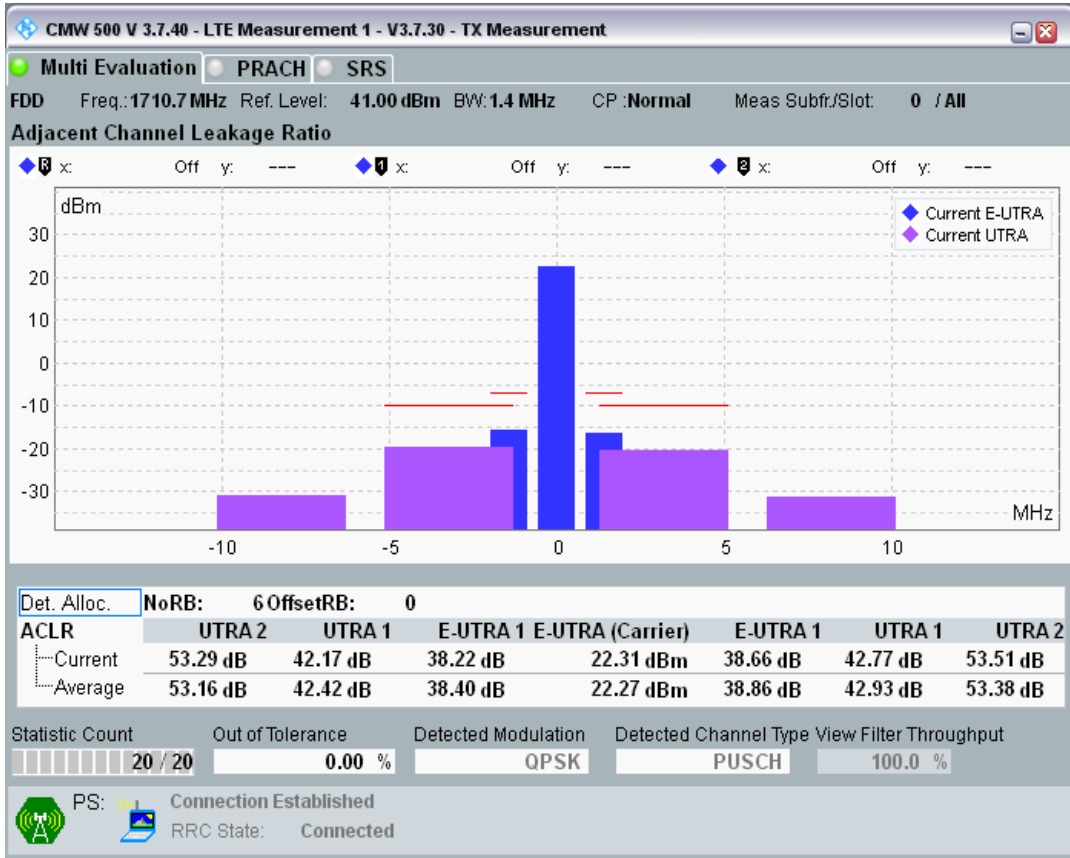 CMW 500 V 3.7.40 - LTE Measurement 1 - V3.7.30 - TX Measurement
Multi Evaluation PRACH SRS
FDD Freq.: 1710.7 MHz Ref. Level: 41.00 dBm BW: 1.4 MHz CP : Normal Meas Subfr./Slot: 0 / All
Adjacent Channel Leakage Ratio
R x: Off y: --- 1 x: Off y: --- 2 x: Off y: ---
dBm
Current E-UTRA
Current UTRA
30
20
10
0
-10
-20
-30
MHz
-10 -5 0 5 10
Det. Alloc. NoRB: 6 OffsetRB: 0
ACLR UTRA 2 UTRA 1 E-UTRA 1 E-UTRA (Carrier) E-UTRA 1 UTRA 1 UTRA 2
Current 53.29 dB 42.17 dB 38.22 dB 22.31 dBm 38.66 dB 42.77 dB 53.51 dB
Average 53.16 dB 42.42 dB 38.40 dB 22.27 dBm 38.86 dB 42.93 dB 53.38 dB
Statistic Count Out of Tolerance Detected Modulation Detected Channel Type View Filter Throughput
20 / 20 0.00 % QPSK PUSCH 100.0 %
PS: Connection Established
RRC State: Connected